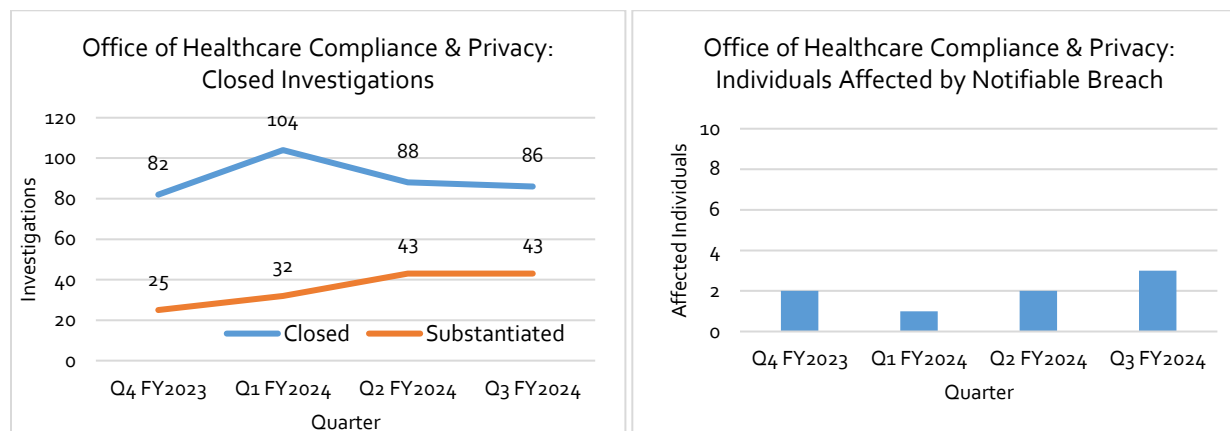 Office of Healthcare Compliance & Privacy:
Closed Investigations
120
100
80
60
40
20
0
Investigations
82
104
88
86
25
32
43
43
Closed
Substantiated
Q4 FY2023
Q1 FY2024
Q2 FY2024
Q3 FY2024
Quarter
Office of Healthcare Compliance & Privacy:
Individuals Affected by Notifiable Breach
10
8
6
4
2
0
Affected Individuals
Q4 FY2023
Q1 FY2024
Q2 FY2024
Q3 FY2024
Quarter